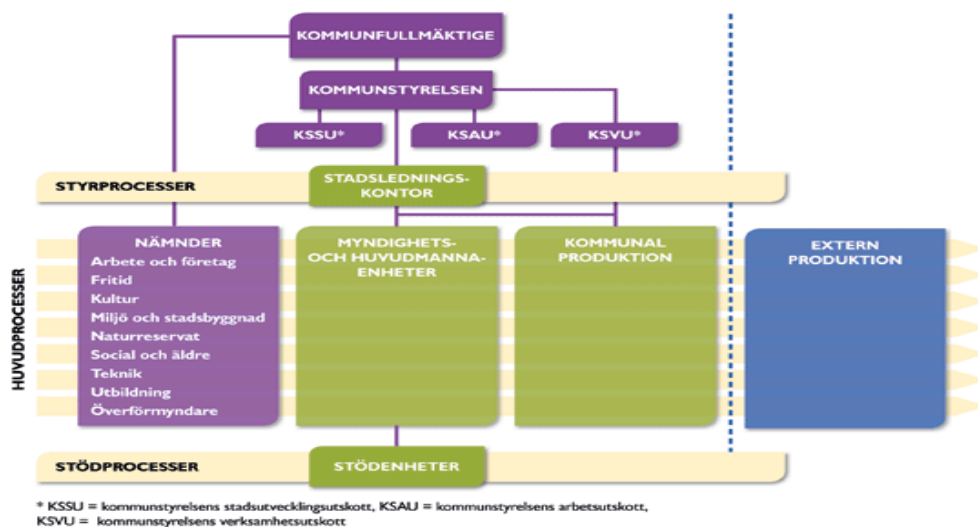 KOMMUNFULLMÄKTIGE
KOMMUNSTYRELSEN
KSSU*
KSAU*
KSVU*
STYRPROCESSER
STADSLEDNINGS-
KONTOR
HUVUDPROCESSER
NÄMNDER
Arbete och företag
Fritid
Kultur
Miljö och stadsbyggnad
Naturreservat
Social och äldre
Teknik
Utbildning
Överförmyndare
MYNDIGHETS-
OCH HUVUDMANNA-
ENHETER
KOMMUNAL
PRODUKTION
EXTERN
PRODUKTION
STÖDPROCESSER
STÖDENHETER
* KSSU = kommunstyrelsens stadsutvecklingsutskott, KSAU = kommunstyrelsens arbetsutskott,
KSVU = kommunstyrelsens verksamhetsutskott